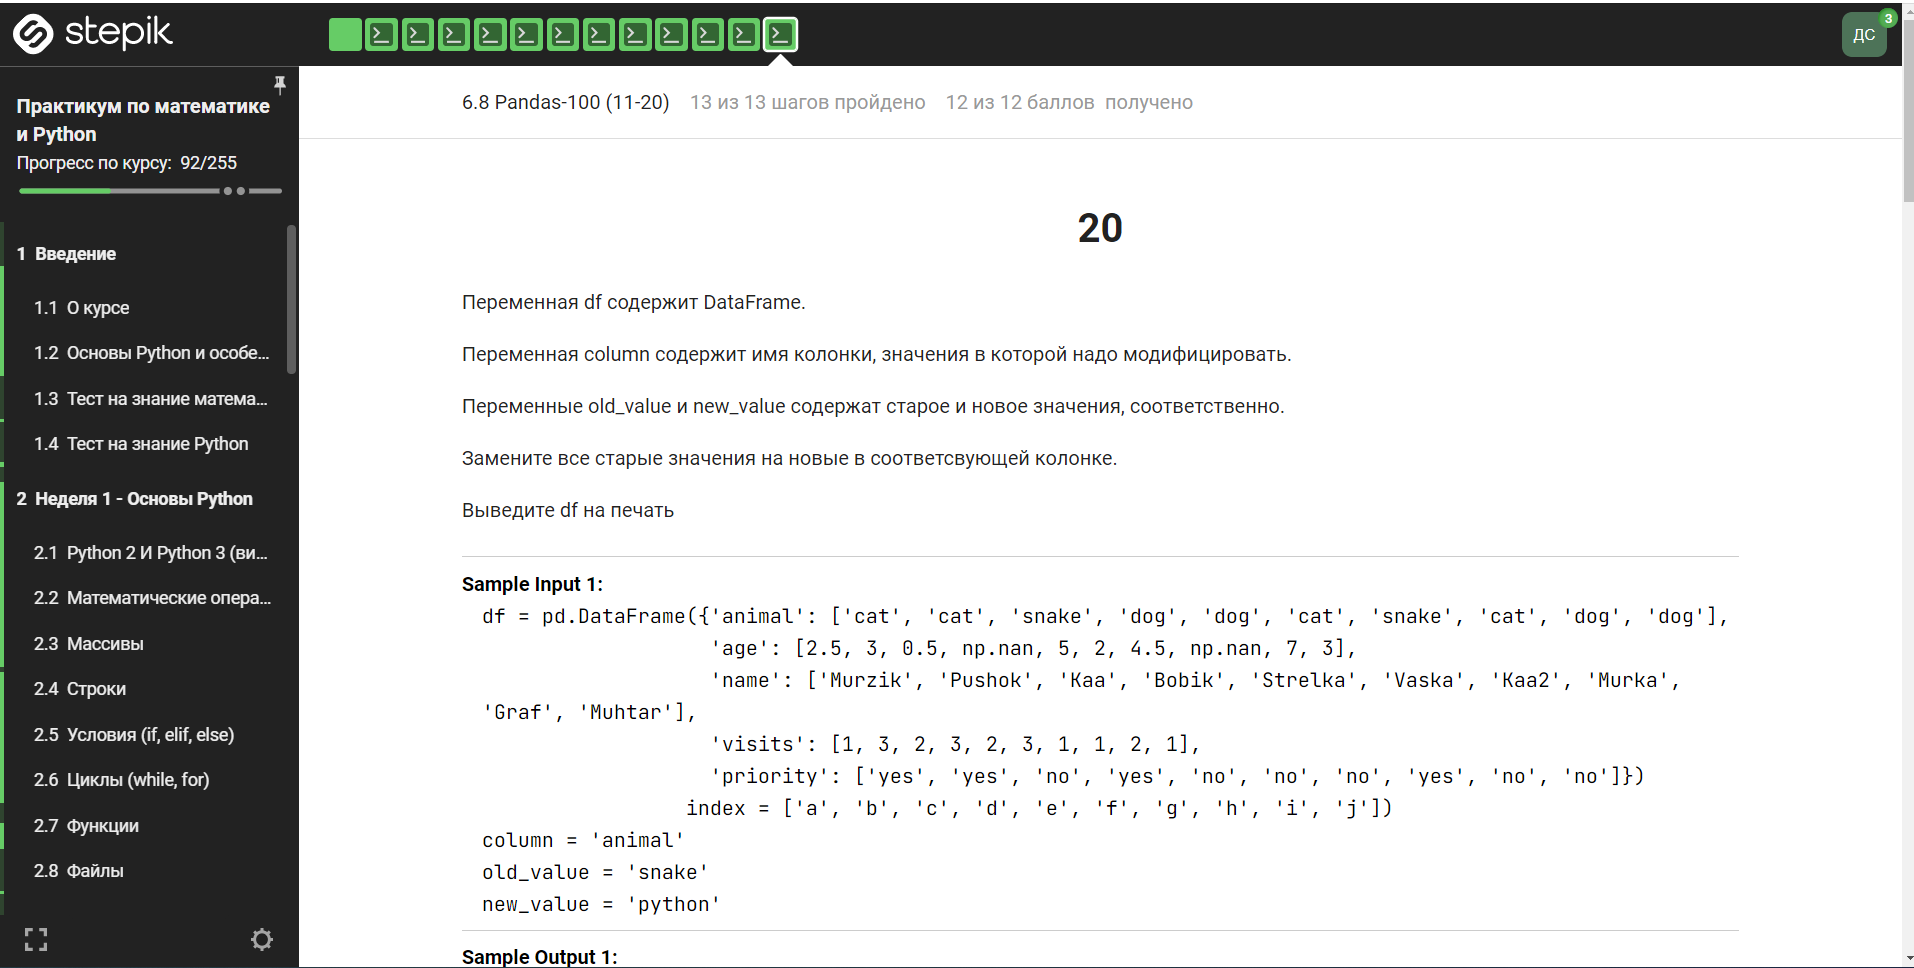 stepik
3
ДС
Практикум по математике
и Python
Прогресс по курсу: 92/255
1 Введение
1.1 О курсе
1.2 Основы Python и особе...
1.3 Тест на знание матема...
1.4 Тест на знание Python
2 Неделя 1 - Основы Python
2.1 Python 2 И Python 3 (ви...
2.2 Математические опера...
2.3 Массивы
2.4 Строки
2.5 Условия (if, elif, else)
2.6 Циклы (while, for)
2.7 Функции
2.8 Файлы
6.8 Pandas-100 (11-20) 13 из 13 шагов пройдено 12 из 12 баллов получено
20
Переменная df содержит DataFrame.
Переменная column содержит имя колонки, значения в которой надо модифицировать.
Переменные old_value и new_value содержат старое и новое значения, соответственно.
Замените все старые значения на новые в соответсвующей колонке.
Выведите df на печать
Sample Input 1:
df = pd.DataFrame({'animal': ['cat', 'cat', 'snake', 'dog', 'dog', 'cat', 'snake', 'cat', 'dog', 'dog'],
'age': [2.5, 3, 0.5, np.nan, 5, 2, 4.5, np.nan, 7, 3],
'name': ['Murzik', 'Pushok', 'Kaa', 'Bobik', 'Strelka', 'Vaska', 'Kaa2', 'Murka',
'Graf', 'Muhtar'],
'visits': [1, 3, 2, 3, 2, 3, 1, 1, 2, 1],
'priority': ['yes', 'yes', 'no', 'yes', 'no', 'no', 'no', 'yes', 'no', 'no']})
index = ['a', 'b', 'c', 'd', 'e', 'f', 'g', 'h', 'i', 'j'])
column = 'animal'
old_value = 'snake'
new_value = 'python'
Sample Output 1: